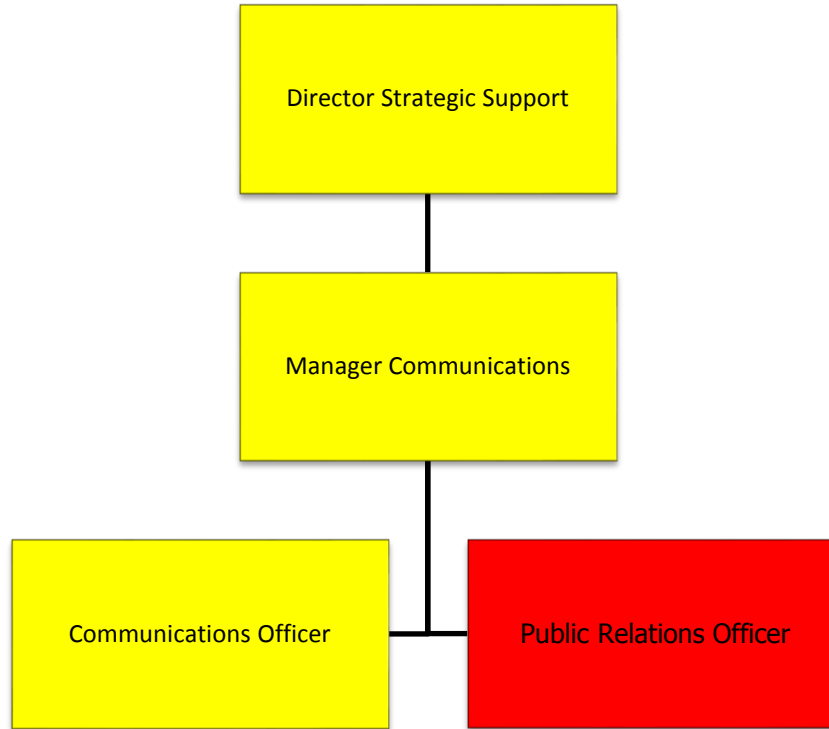 Director Strategic Support
Manager Communications
Communications Officer
Public Relations Officer